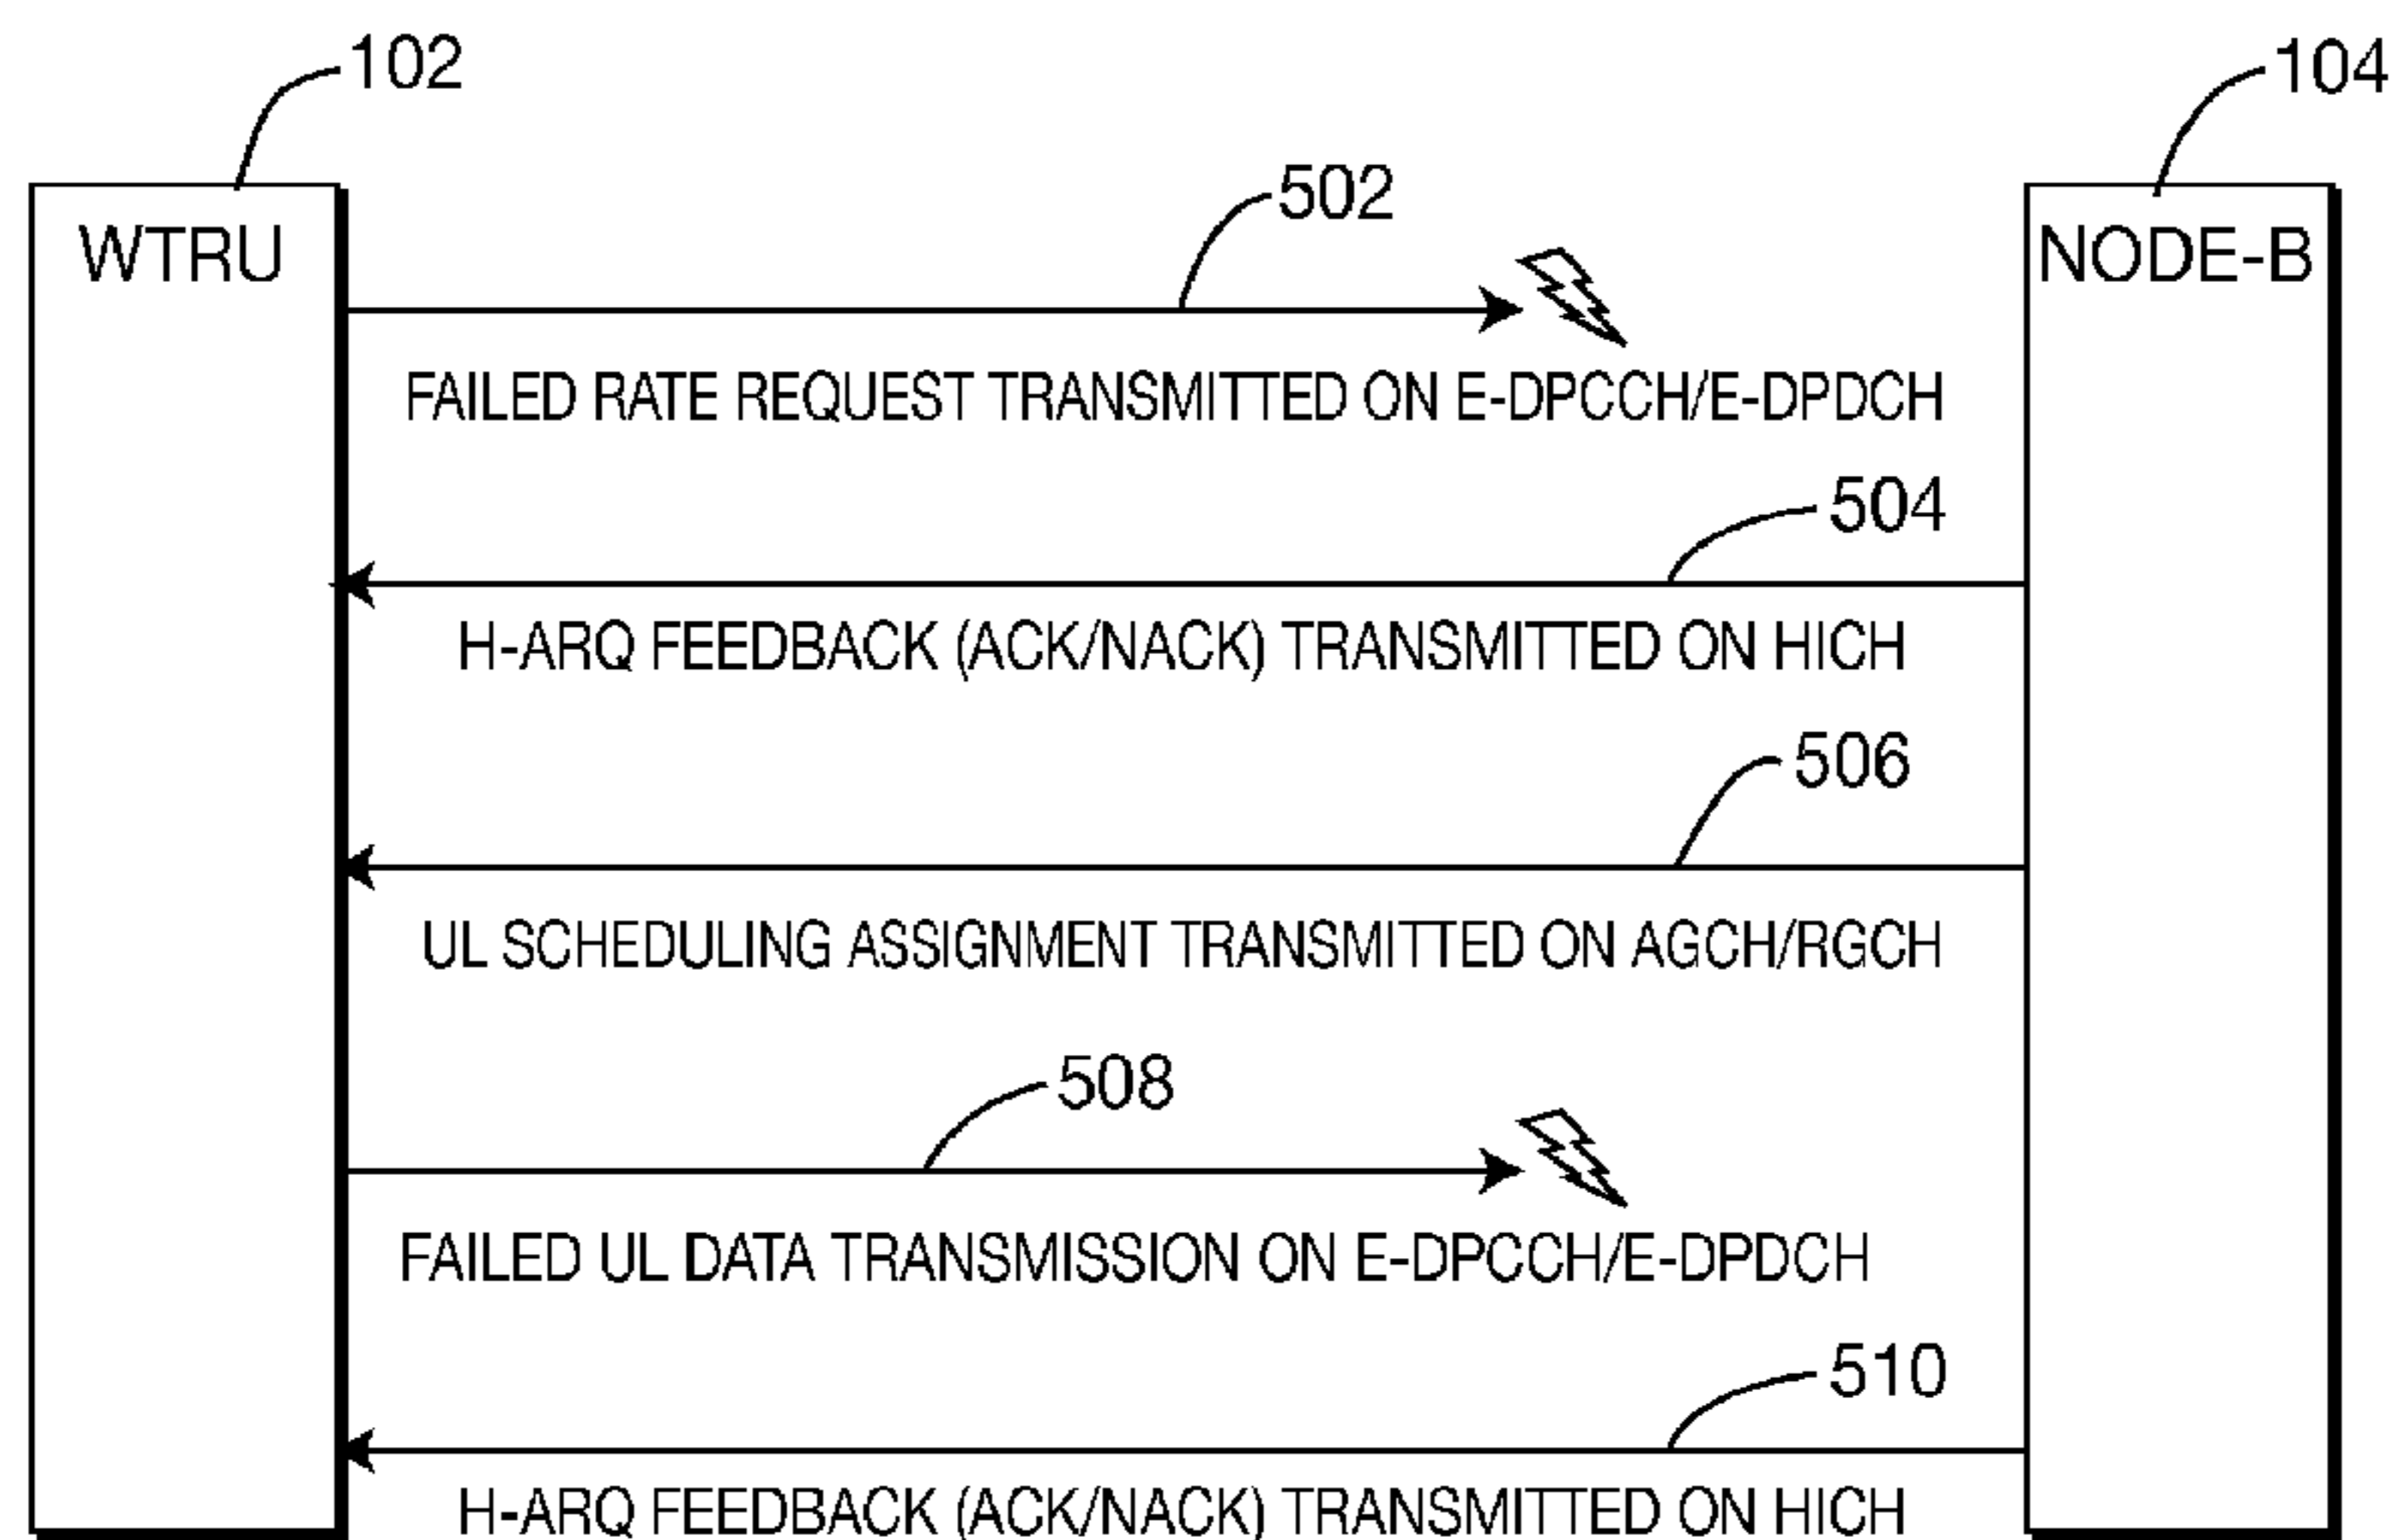 102
104
WTRU
502
NODE-B
FAILED RATE REQUEST TRANSMITTED ON E-DPCCH/E-DPDCH
504
H-ARQ FEEDBACK (ACK/NACK) TRANSMITTED ON HICH
506
UL SCHEDULING ASSIGNMENT TRANSMITTED ON AGCH/RGCH
508
FAILED UL DATA TRANSMISSION ON E-DPCCH/E-DPDCH
510
H-ARQ FEEDBACK (ACK/NACK) TRANSMITTED ON HICH